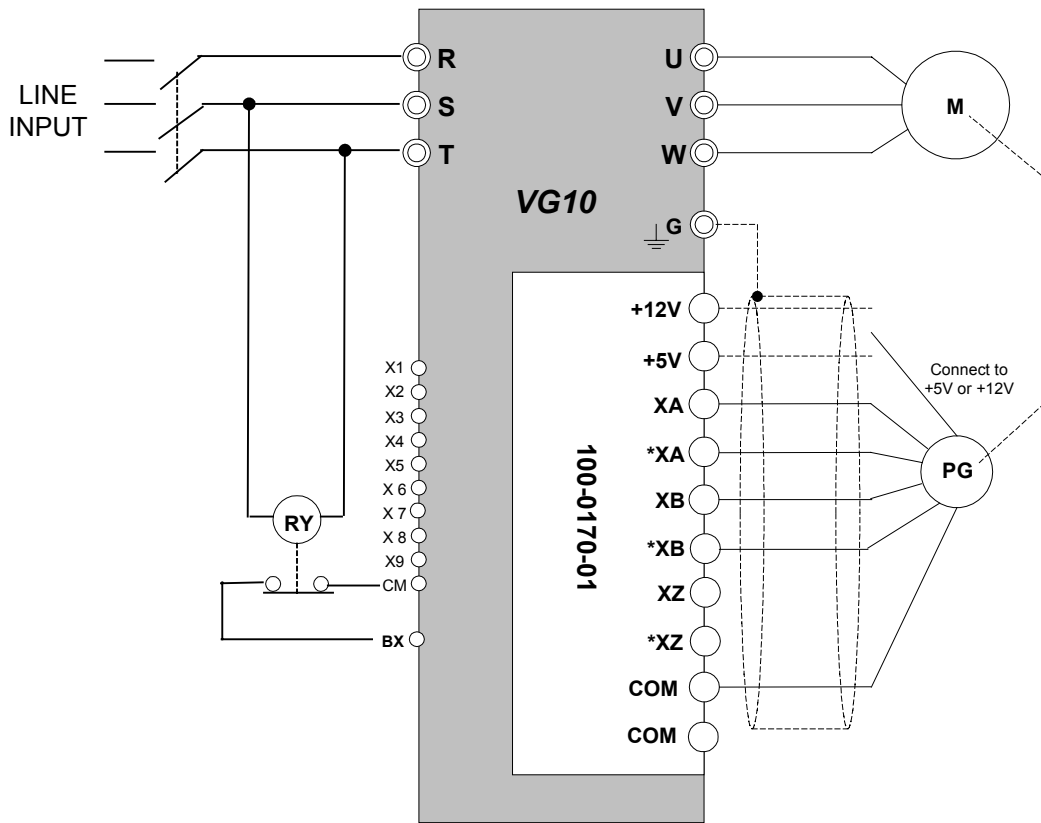 LINE
INPUT
R
S
T
U
V
W
M
VG10
G
+12V
+5V
XA
*XA
XB
*XB
XZ
*XZ
COM
COM
Connect to
+5V or +12V
PG
100-0170-01
X1
X2
X3
X4
X5
X 6
X 7
X 8
X9
CM
BX
RY